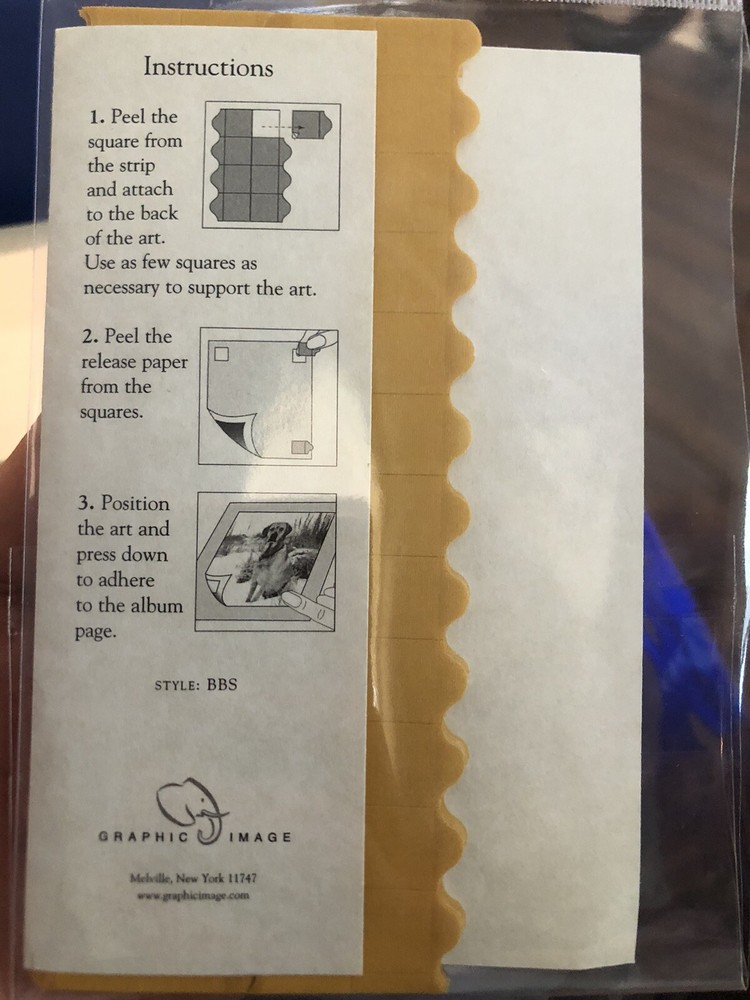 Instructions
1. Peel the
square from
the strip
and attach
to the back
of the art.
Use as few squares as
necessary to support the art.
2. Peel the
release paper
from the
squares.
3. Position
the art and
press down
to adhere
to the album
page.
STYLE: BBS
GRAPHIC IMAGE
Melville, New York 11747
www.graphicimage.com